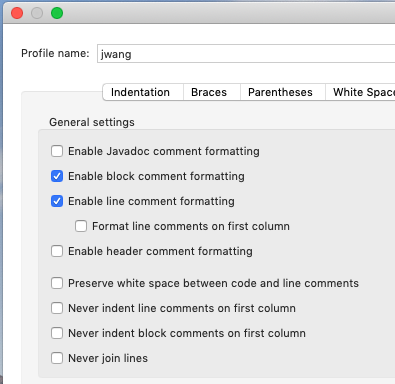 Profile name: jwang
Indentation Braces Parentheses White Space
General settings
Enable Javadoc comment formatting
Enable block comment formatting
Enable line comment formatting
Format line comments on first column
Enable header comment formatting
Preserve white space between code and line comments
Never indent line comments on first column
Never indent block comments on first column
Never join lines